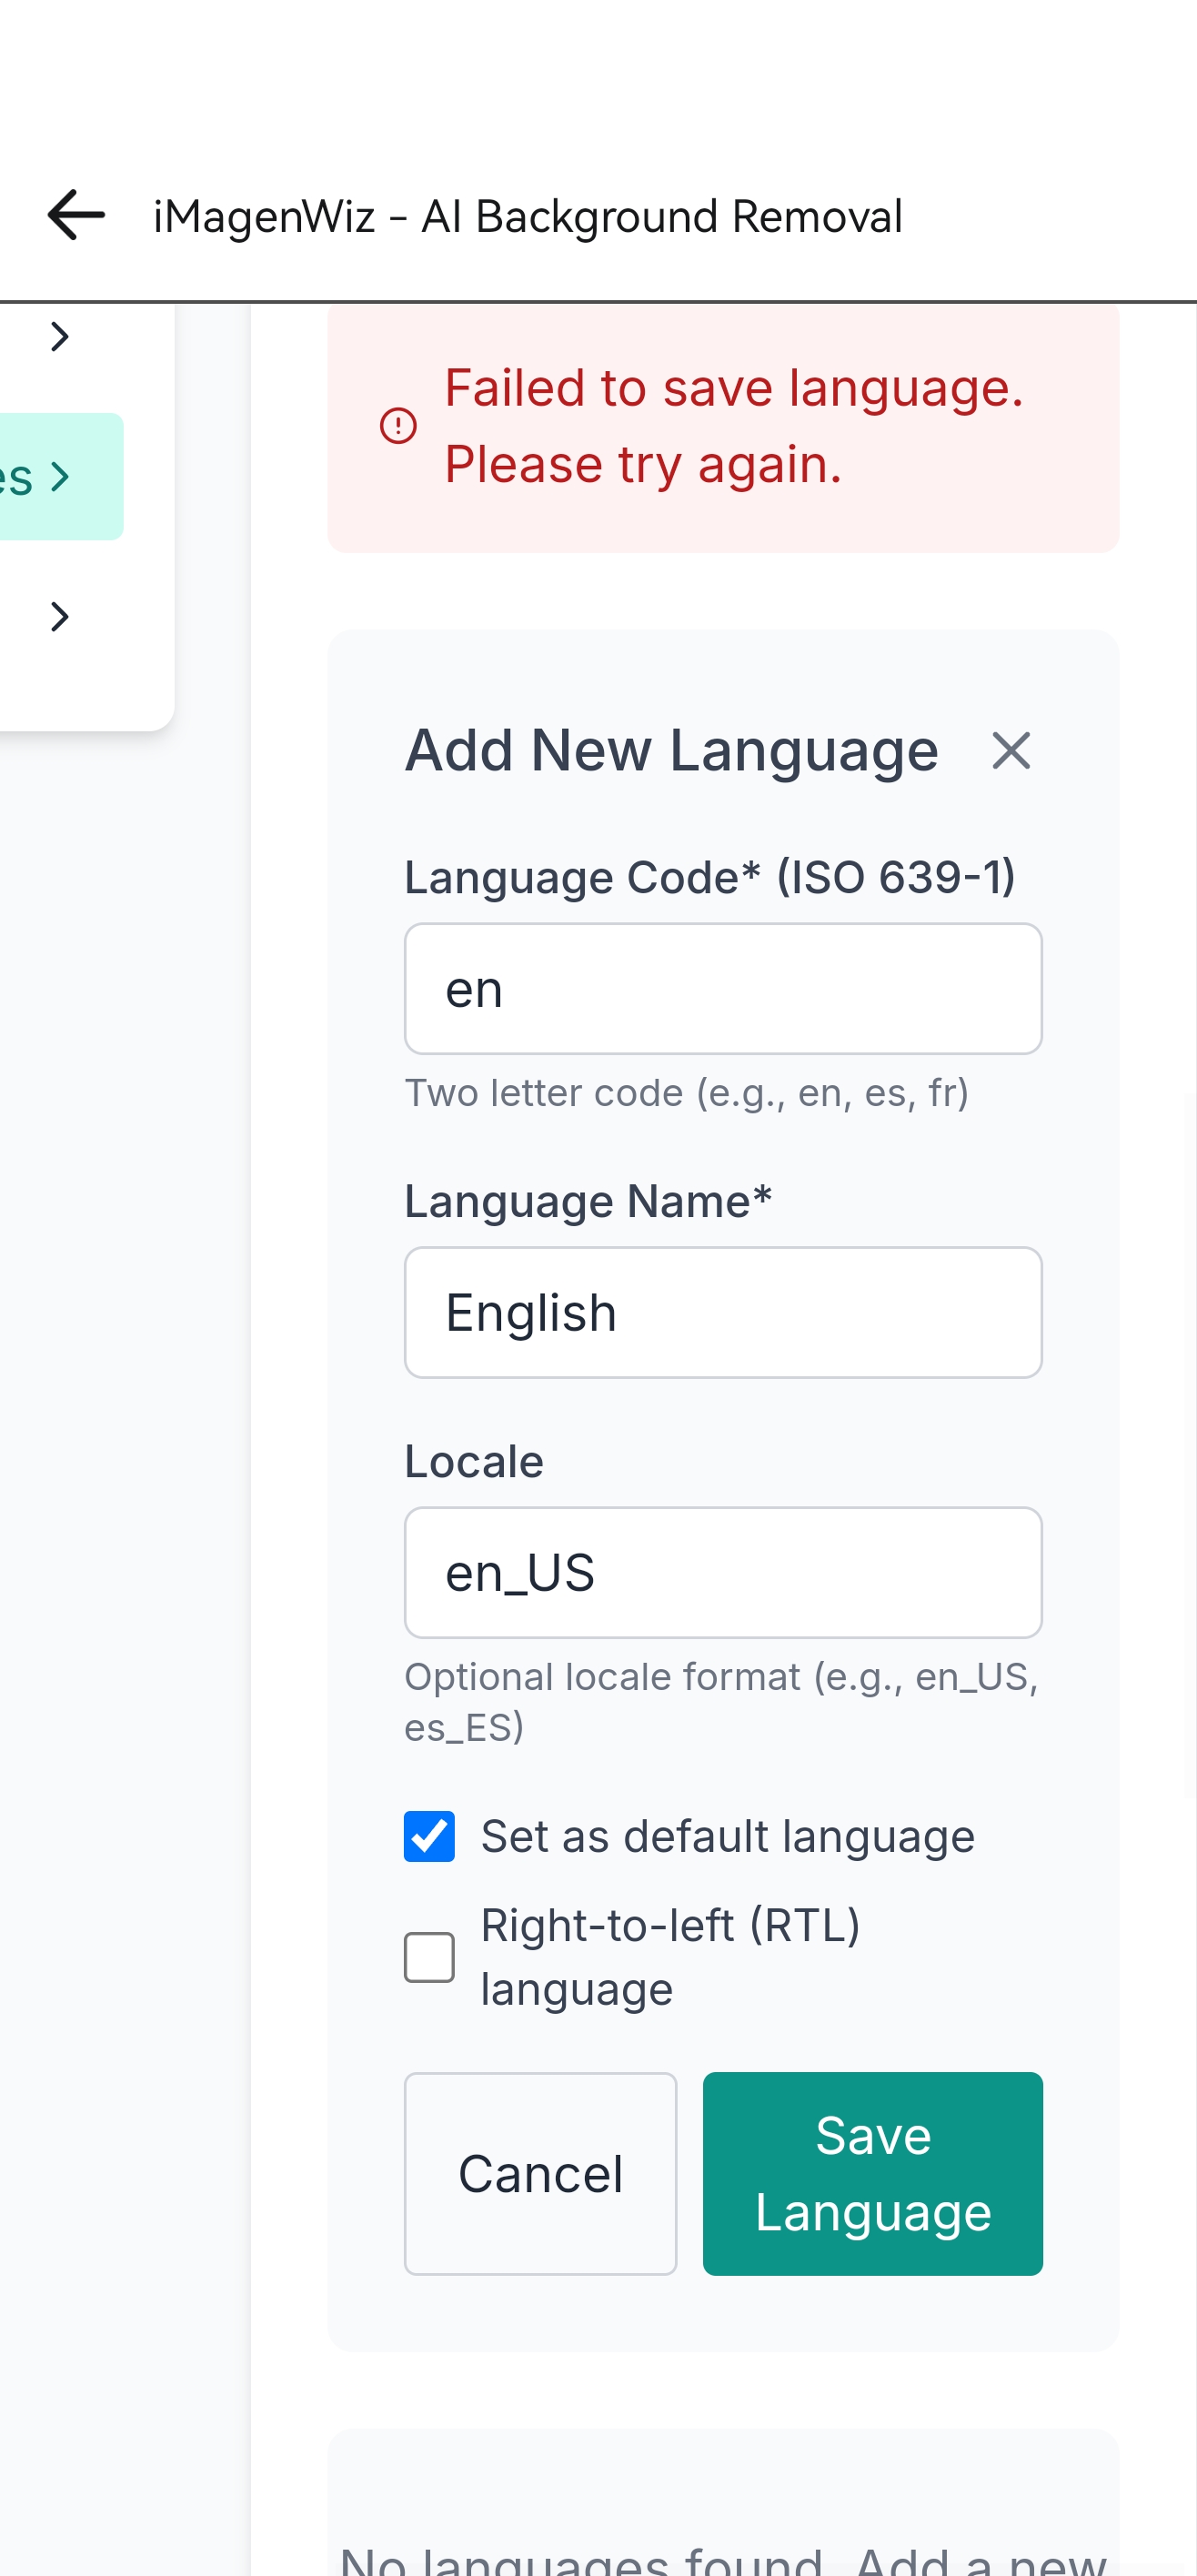 iMagenWiz - AI Background Removal
Failed to save language.
Please try again.
es
Add New Language
Language Code* (ISO 639-1)
en
Two letter code (e.g., en, es, fr)
Language Name*
English
Locale
en_US
Optional locale format (e.g., en_US,
es_ES)
Set as default language
Right-to-left (RTL)
language
Cancel
Save
Language
No languages found. Add a new